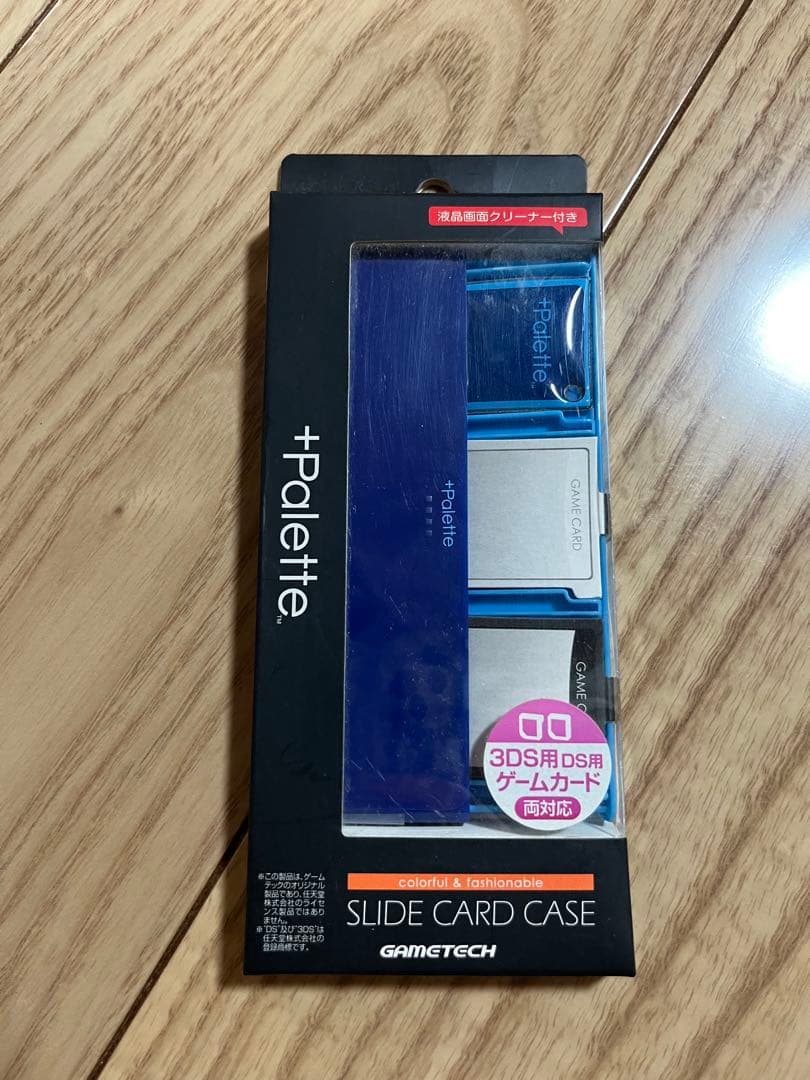 液晶画面クリーナー付き
+Palette™
+Palette™
+Palette
GAME CARD
GAME C
3DS用 DS用
ゲームカード
両対応
※この製品は、ゲーム
テックのオリジナル
製品であり、任天堂
株式会社のライセ
ンス製品ではあり
ません。
※"DS"及び"3DS"は
任天堂株式会社の
登録商標です。
colorful & fashionable
SLIDE CARD CASE
GAMETECH